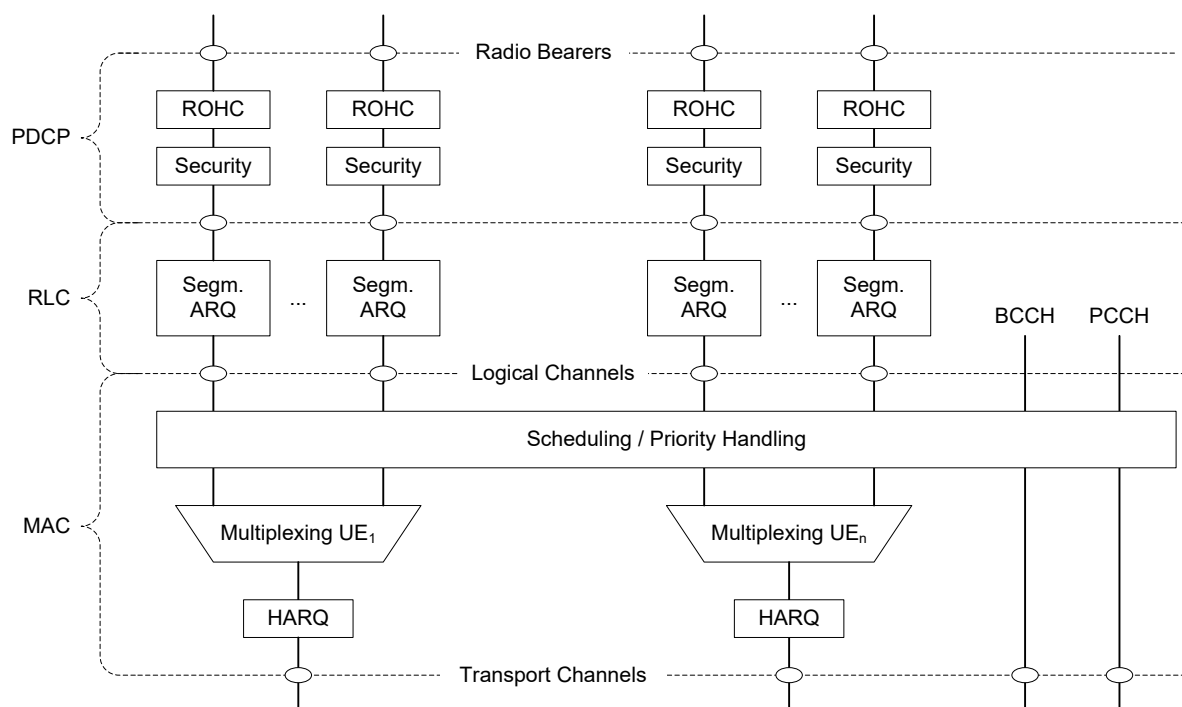 Radio Bearers
ROHC
ROHC
ROHC
ROHC
PDCP
Security
Security
Security
Security
Segm.
ARQ
...
Segm.
ARQ
Segm.
ARQ
...
Segm.
ARQ
RLC
BCCH
PCCH
Logical Channels
Scheduling / Priority Handling
MAC
Multiplexing UE1
Multiplexing UEn
HARQ
HARQ
Transport Channels